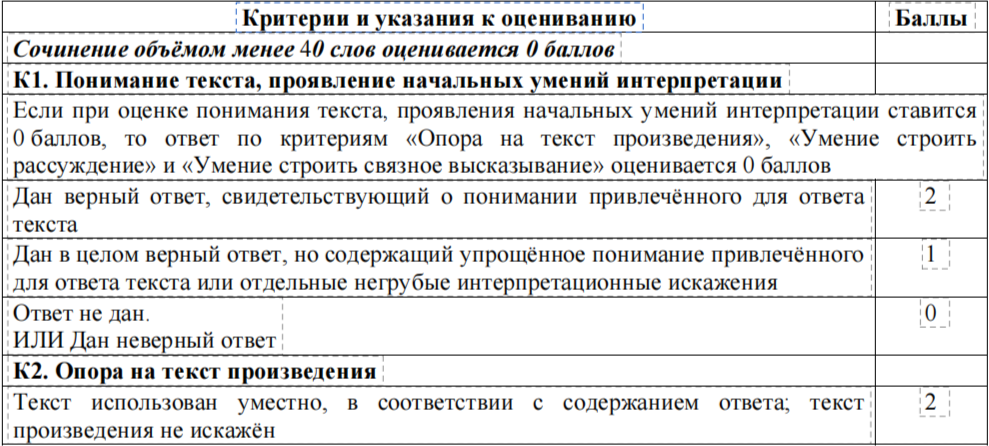 Критерии и указания к оцениванию Баллы
Сочинение объёмом менее 40 слов оценивается 0 баллов
К1. Понимание текста, проявление начальных умений интерпретации
Если при оценке понимания текста, проявления начальных умений интерпретации ставится
0 баллов, то ответ по критериям «Опора на текст произведения», «Умение строить
рассуждение» и «Умение строить связное высказывание» оценивается 0 баллов
Дан верный ответ, свидетельствующий о понимании привлечённого для ответа 2
текста
Дан в целом верный ответ, но содержащий упрощённое понимание привлечённого 1
для ответа текста или отдельные негрубые интерпретационные искажения
Ответ не дан. 0
ИЛИ Дан неверный ответ
К2. Опора на текст произведения
Текст использован уместно, в соответствии с содержанием ответа; текст 2
произведения не искажён